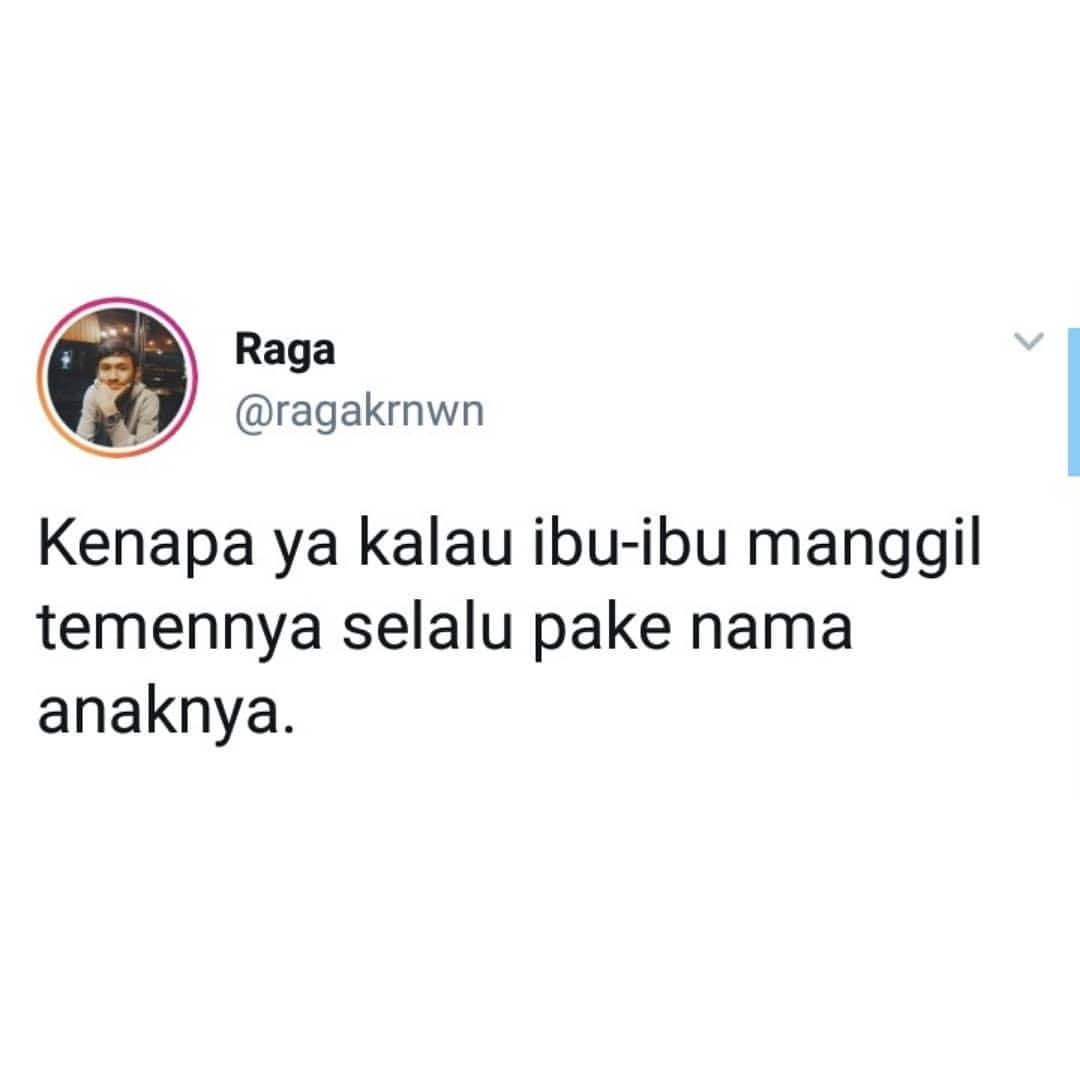 Raga
@ragakrnwn
Kenapa ya kalau ibu-ibu manggil
temennya selalu pake nama
anaknya.